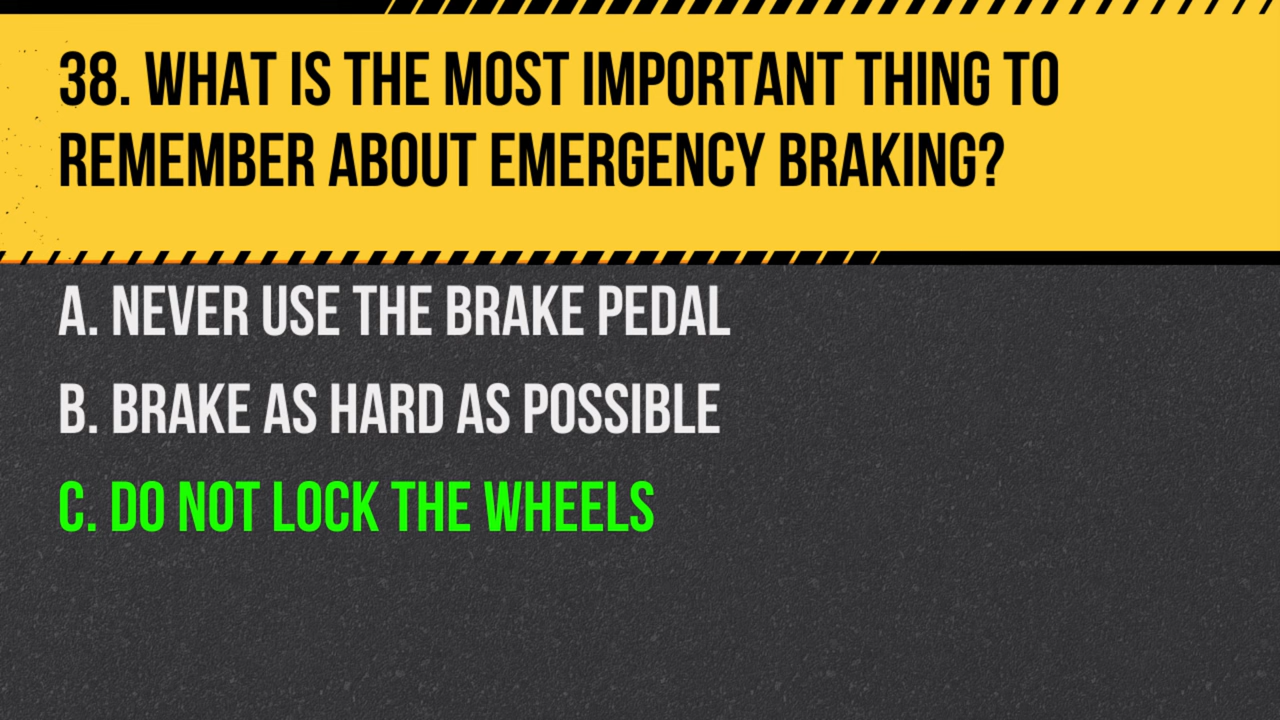 38. WHAT IS THE MOST IMPORTANT THING TO
REMEMBER ABOUT EMERGENCY BRAKING?
A. NEVER USE THE BRAKE PEDAL
B. BRAKE AS HARD AS POSSIBLE
C. DO NOT LOCK THE WHEELS